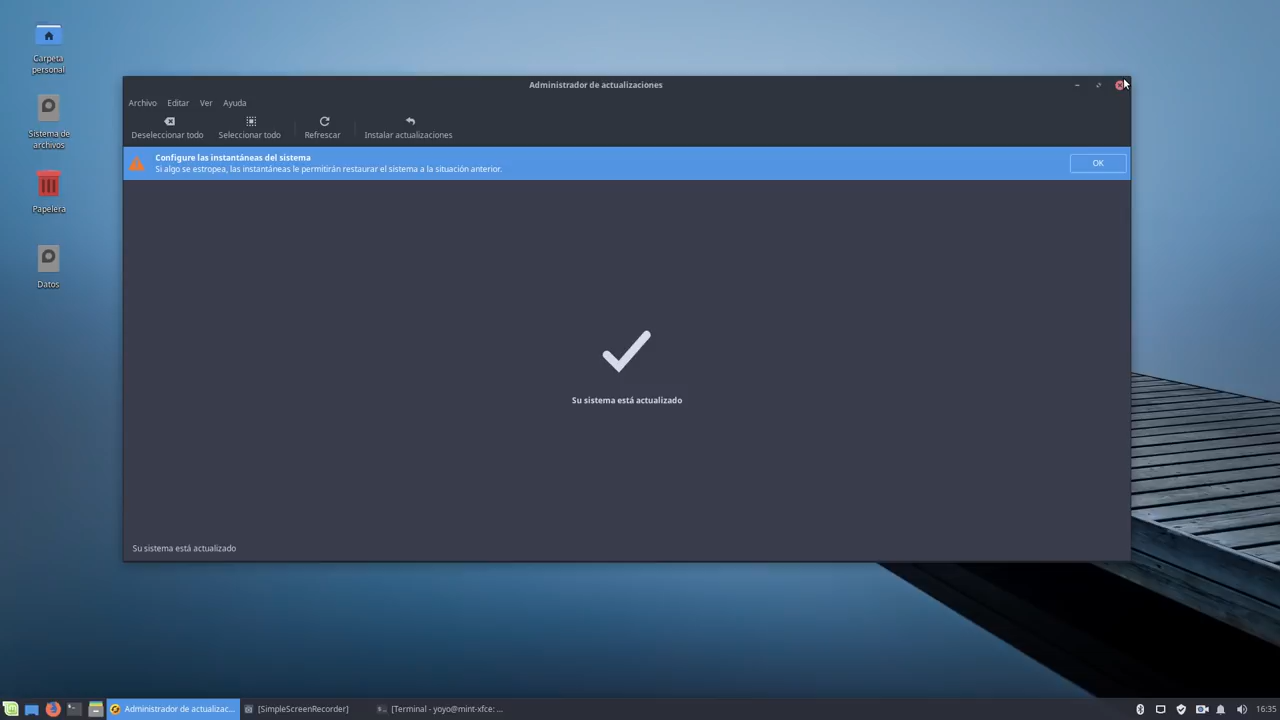 Carpeta
personal
Sistema de
archivos
Papelera
Datos
Administrador de actualizaciones
Archivo Editar Ver Ayuda
Deseleccionar todo Seleccionar todo Refrescar Instalar actualizaciones
Configure las instantáneas del sistema
Si algo se estropea, las instantáneas le permitirán restaurar el sistema a la situación anterior.
OK
Su sistema está actualizado
Su sistema está actualizado
Administrador de actualizac... [SimpleScreenRecorder] [Terminal - yoyo@mint-xfce: ... 16:35